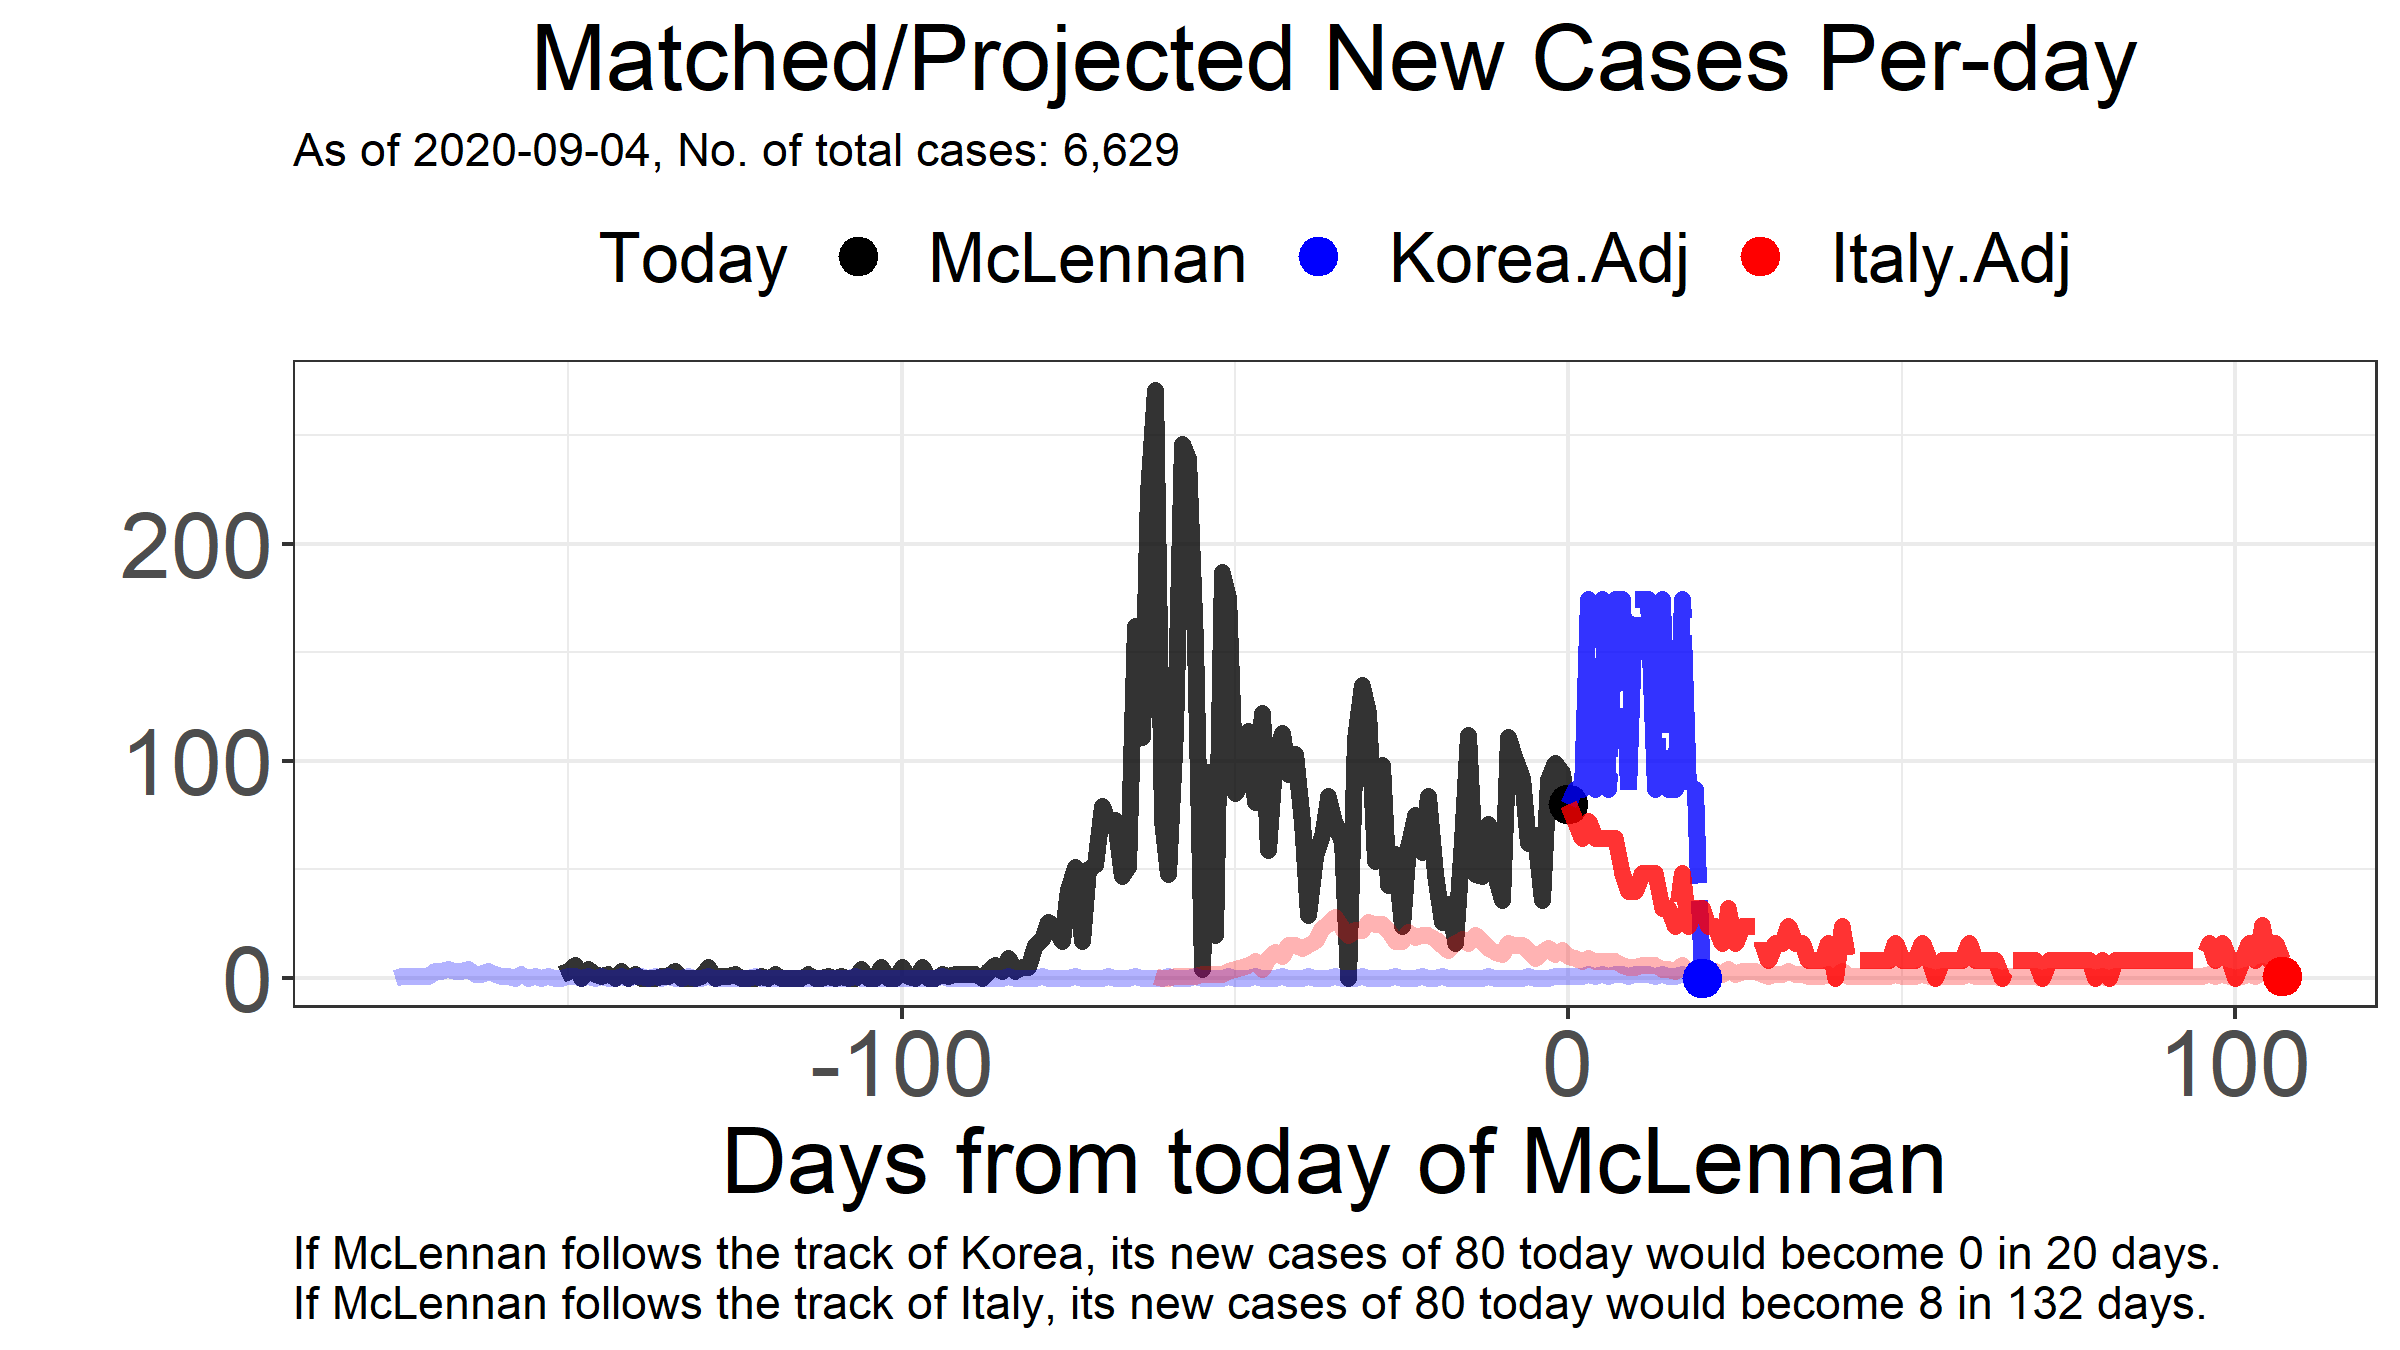 Matched/Projected New Cases Per-day
As of 2020-09-04, No. of total cases: 6,629
Today McLennan Korea.Adj Italy.Adj
200
100
0
-100 0 100
Days from today of McLennan
If McLennan follows the track of Korea, its new cases of 80 today would become 0 in 20 days.
If McLennan follows the track of Italy, its new cases of 80 today would become 8 in 132 days.